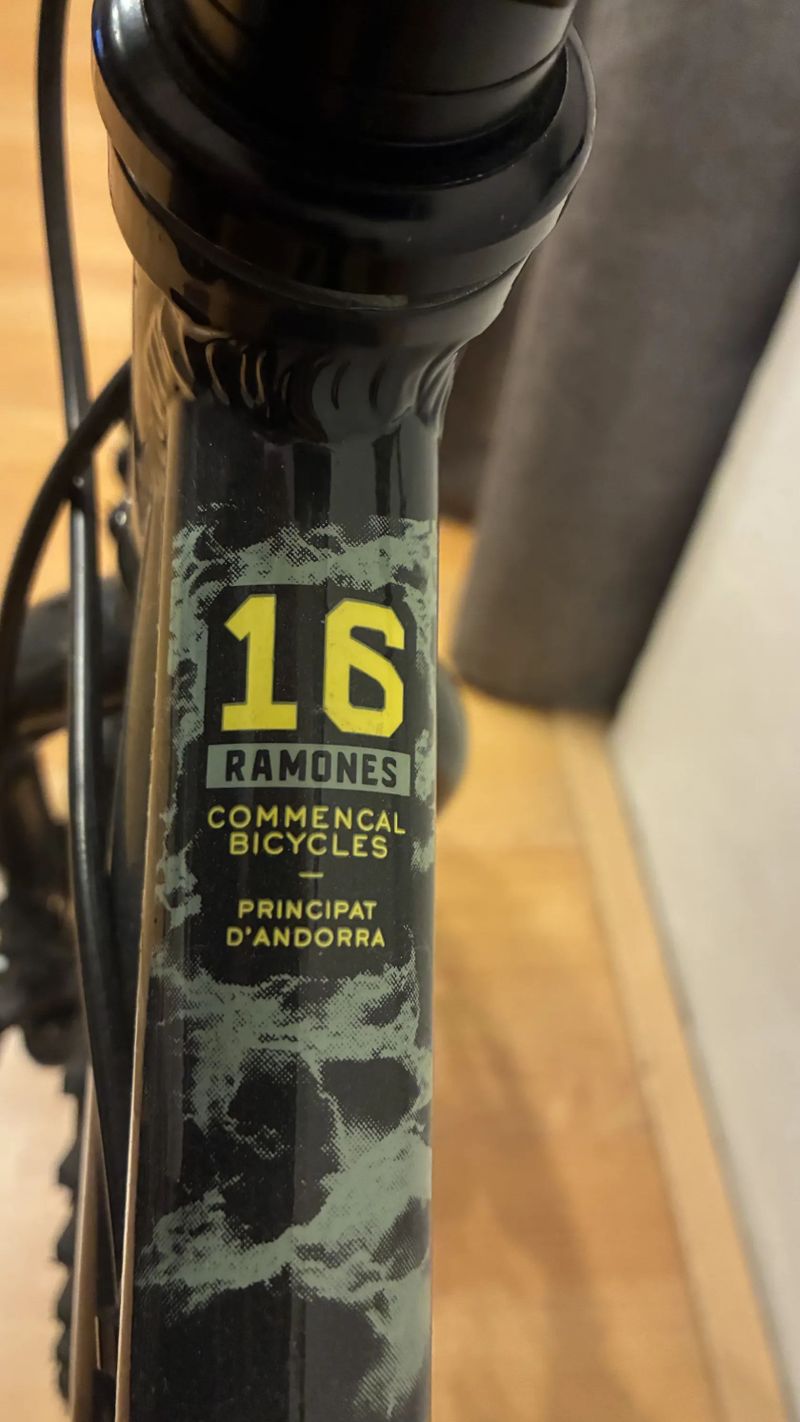 16
RAMONES
COMMENCAL
BICYCLES
—
PRINCIPAT
D'ANDORRA